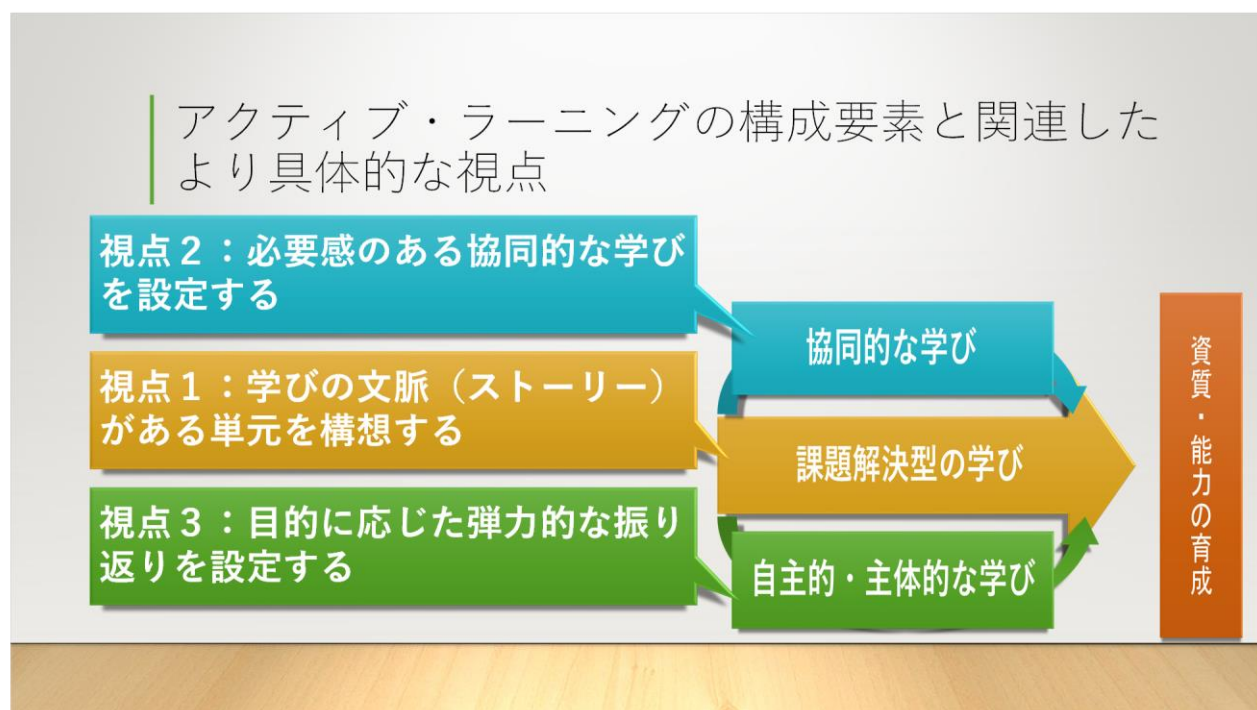 アクティブ・ラーニングの構成要素と関連した
より具体的な視点
視点２：必要感のある協同的な学び
を設定する
協同的な学び
視点１：学びの文脈（ストーリー）
がある単元を構想する
課題解決型の学び
視点３：目的に応じた弾力的な振り
返りを設定する
自主的・主体的な学び
資質・能力の育成